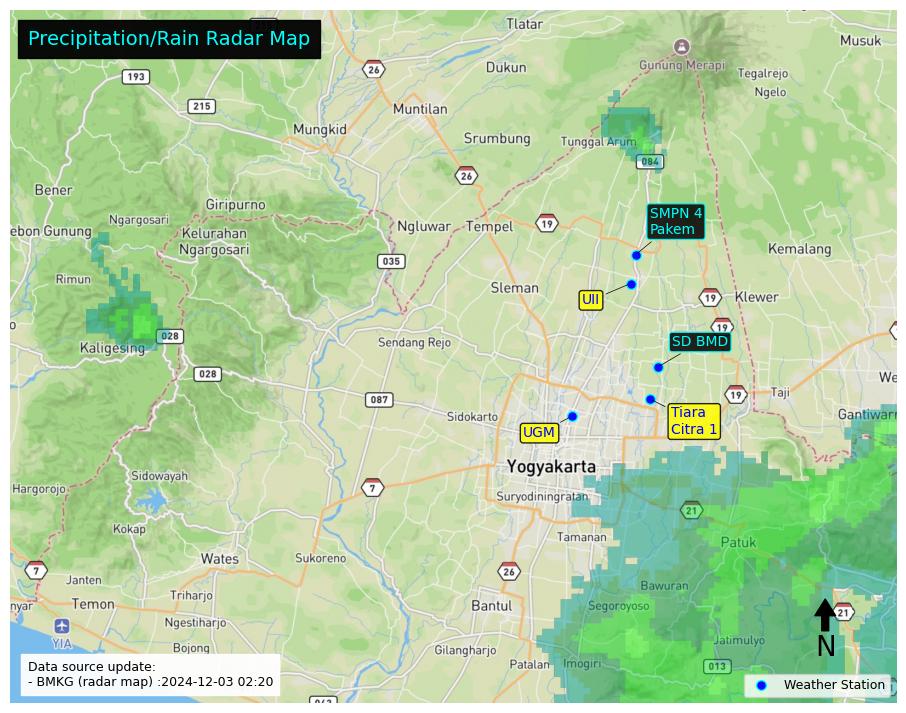 Precipitation/Rain Radar Map
Tlatar
Musuk
26
Dukun
Gunung Merapi
Tegalrejo
193
Ngelo
215
Muntilan
Mungkid
Srumbung
Tunggal Arum
084
26
Bener
Giripurno
SMPN 4
Pakem
Ngargosari
Ngluwar
Tempel
19
ebon Gunung
Kelurahan
Ngargosari
Kemalang
035
Rimun
Sleman
UII
19
Klewer
19
028
Sendang Rejo
SD BMD
Kaligesing
028
We
Taji
19
087
Sidokarto
Tiara
Citra 1
Gantiwar
UGM
Yogyakarta
Sidowayah
Hargorojo
7
Suryodiningratan
21
Kokap
Tamanan
Patuk
Wates
Sukoreno
7
26
Janten
Bawuran
Triharjo
Temon
nyar
Bantul
Segoroyoso
21
Ngestiharjo
YIA
Jatimulyo
Bojong
Gilangharjo
N
Patalan
Imogiri
013
Data source update:
- BMKG (radar map) :2024-12-03 02:20
Weather Station